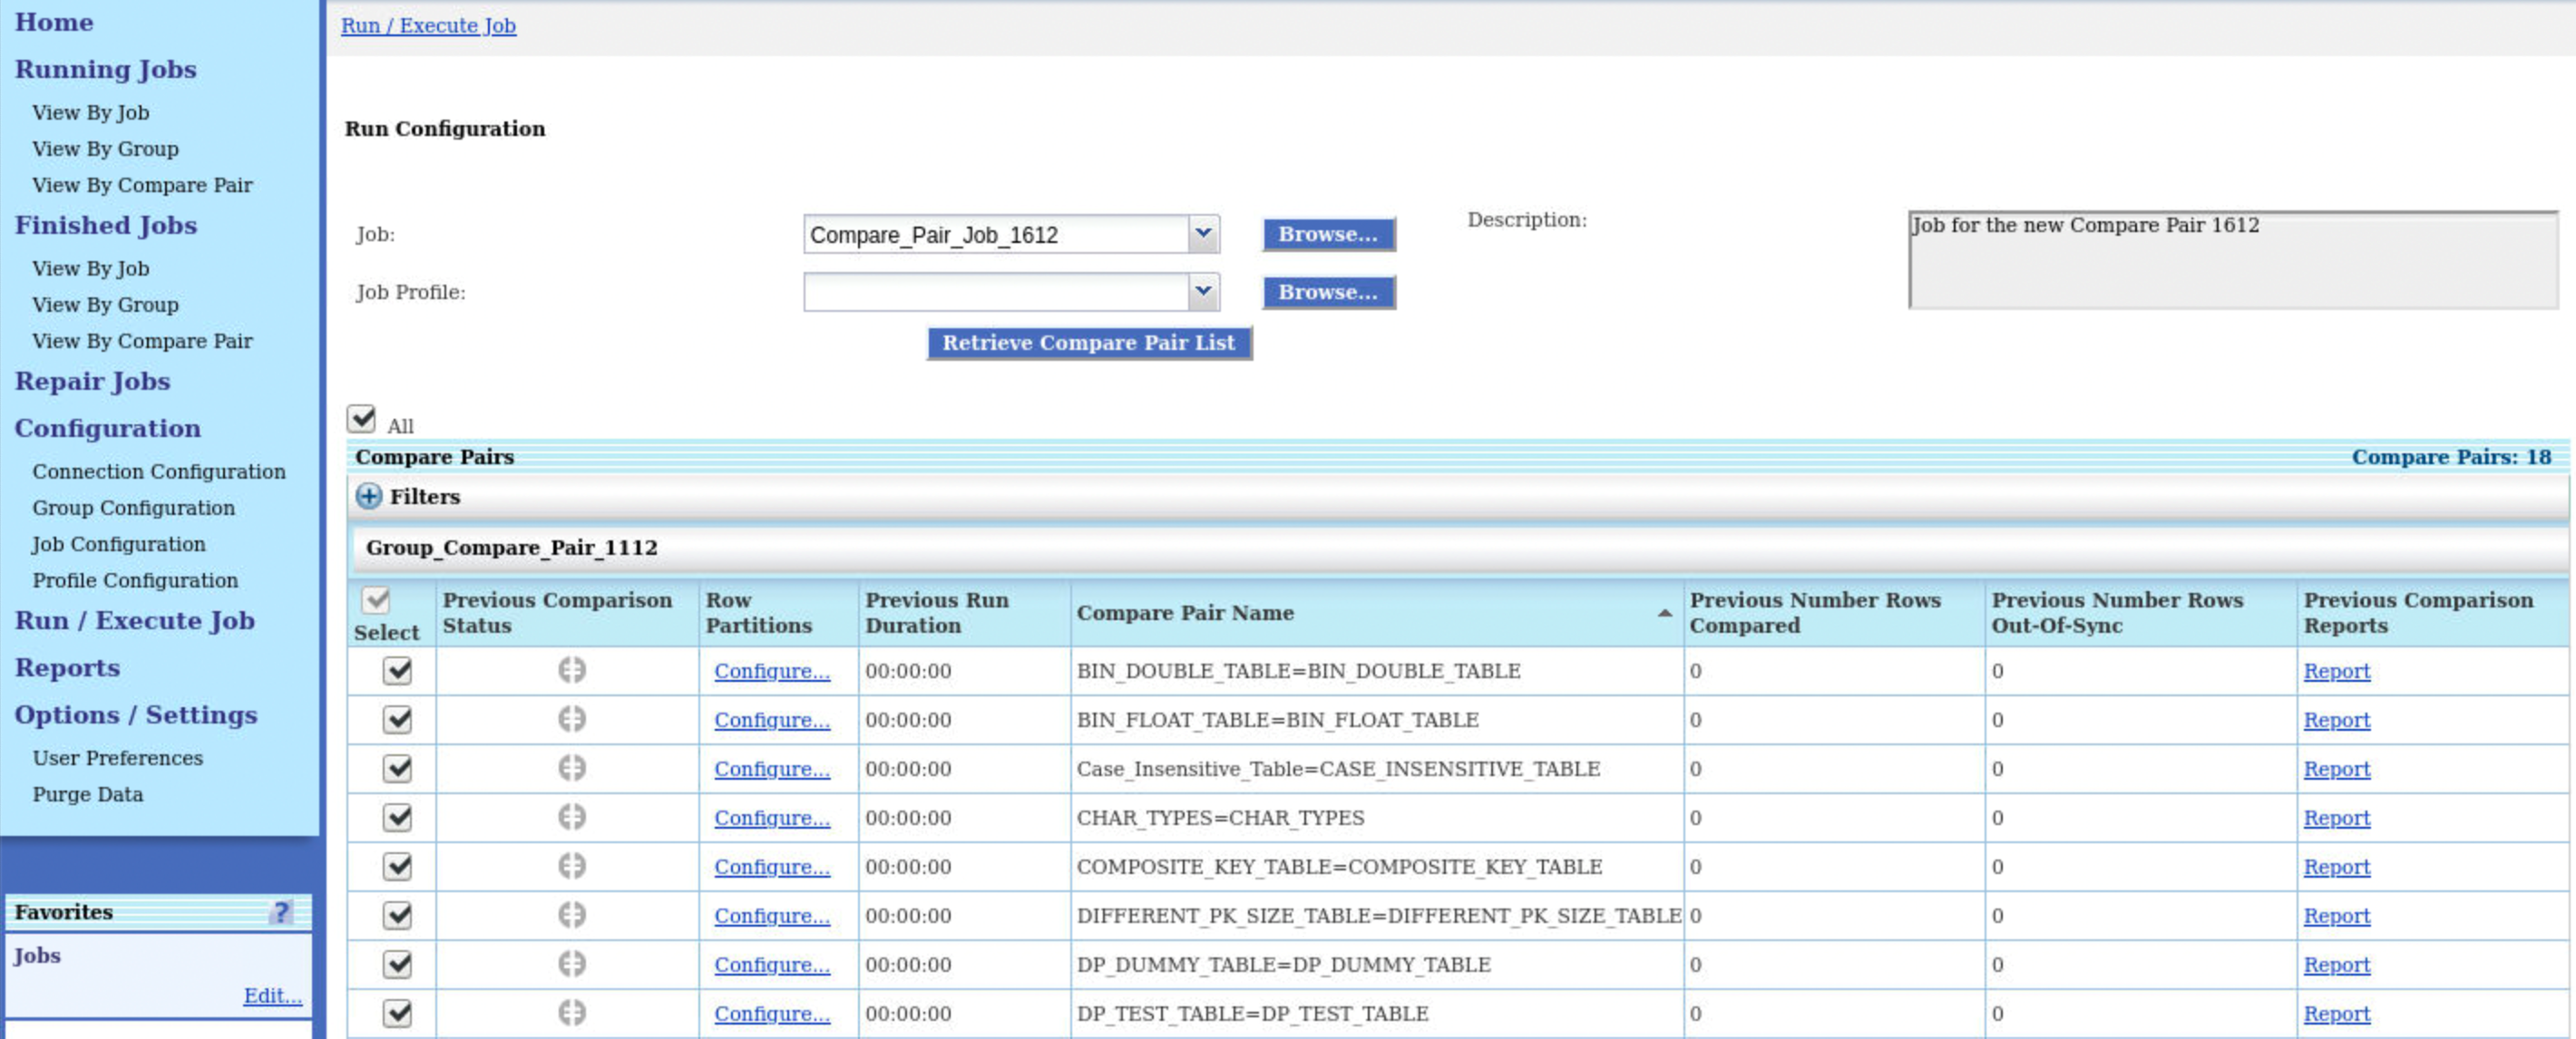 Home
Running Jobs
View By Job
View By Group
View By Compare Pair
Finished Jobs
View By Job
View By Group
View By Compare Pair
Repair Jobs
Configuration
Connection Configuration
Group Configuration
Job Configuration
Profile Configuration
Run / Execute Job
Reports
Options / Settings
User Preferences
Purge Data
Favorites ?
Jobs
Edit...
Run / Execute Job
Run Configuration
Job: Compare_Pair_Job_1612 Browse... Description: Job for the new Compare Pair 1612
Job Profile: Browse...
Retrieve Compare Pair List
All
Compare Pairs Compare Pairs: 18
Filters
Group_Compare_Pair_1112
Select Previous Comparison Status Row Partitions Previous Run Duration Compare Pair Name Previous Number Rows Compared Previous Number Rows Out-Of-Sync Previous Comparison Reports
Configure... 00:00:00 BIN_DOUBLE_TABLE=BIN_DOUBLE_TABLE 0 0 Report
Configure... 00:00:00 BIN_FLOAT_TABLE=BIN_FLOAT_TABLE 0 0 Report
Configure... 00:00:00 Case_Insensitive_Table=CASE_INSENSITIVE_TABLE 0 0 Report
Configure... 00:00:00 CHAR_TYPES=CHAR_TYPES 0 0 Report
Configure... 00:00:00 COMPOSITE_KEY_TABLE=COMPOSITE_KEY_TABLE 0 0 Report
Configure... 00:00:00 DIFFERENT_PK_SIZE_TABLE=DIFFERENT_PK_SIZE_TABLE 0 0 Report
Configure... 00:00:00 DP_DUMMY_TABLE=DP_DUMMY_TABLE 0 0 Report
Configure... 00:00:00 DP_TEST_TABLE=DP_TEST_TABLE 0 0 Report